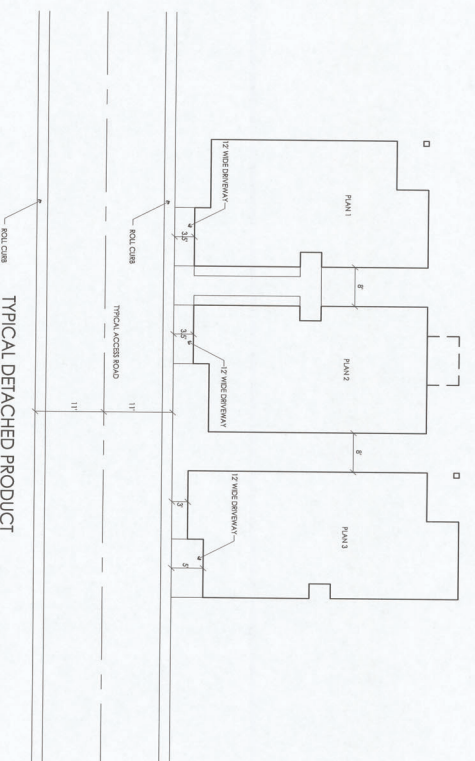 PLAN 1
12' WIDE DRIVEWAY
3.5'
8'
PLAN 2
12' WIDE DRIVEWAY
3.5'
8'
PLAN 3
12' WIDE DRIVEWAY
3'
5'
ROLL CURB
TYPICAL ACCESS ROAD
11'
11'
ROLL CURB
TYPICAL DETACHED PRODUCT